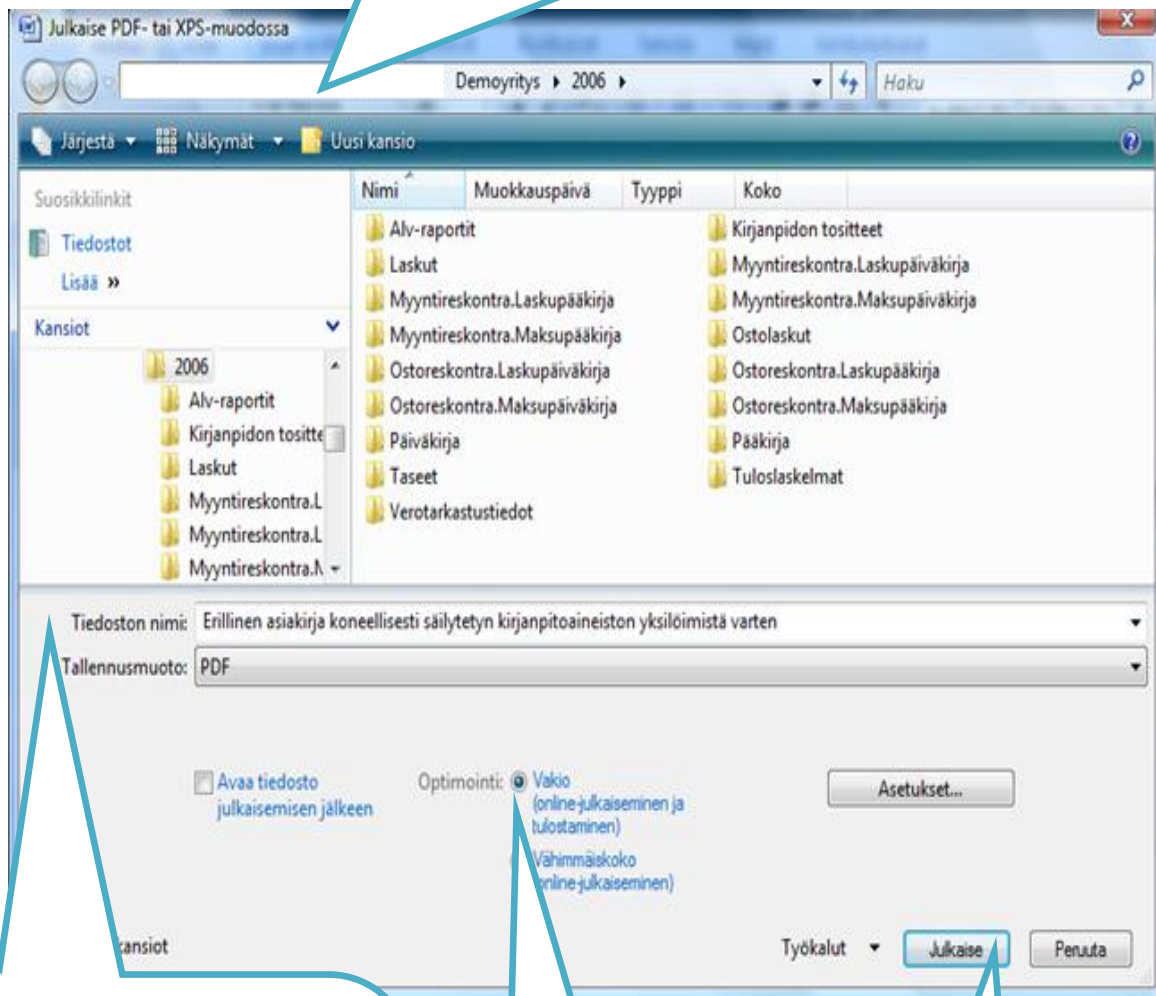 Julkaise PDF- tai XPS-muodossa
Demoyritys ▸ 2006 ▸
Haku
Järjestä Näkymät Uusi kansio
Suosikkilinkit
Tiedostot
Lisää »
Kansiot
2006
Alv-raportit
Kirjanpidon tositte
Laskut
Myyntireskontra.L
Myyntireskontra.L
Myyntireskontra.M
Nimi Muokkauspäivä Tyyppi Koko
Alv-raportit Kirjanpidon tositteet
Laskut Myyntireskontra.Laskupäiväkirja
Myyntireskontra.Laskupääkirja Myyntireskontra.Maksupäiväkirja
Myyntireskontra.Maksupääkirja Ostolaskut
Ostoreskontra.Laskupäiväkirja Ostoreskontra.Laskupääkirja
Ostoreskontra.Maksupäiväkirja Ostoreskontra.Maksupääkirja
Päiväkirja Pääkirja
Taseet Tuloslaskelmat
Verotarkastustiedot
Tiedoston nimi: Erillinen asiakirja koneellisesti säilytetyn kirjanpitoaineiston yksilöimistä varten
Tallennusmuoto: PDF
Avaa tiedosto
julkaisemisen jälkeen
Optimointi: Vakio
(online-julkaiseminen ja
tulostaminen)
Vähimmäiskoko
(online-julkaiseminen)
Asetukset...
kansiot
Työkalut Julkaise Peruuta